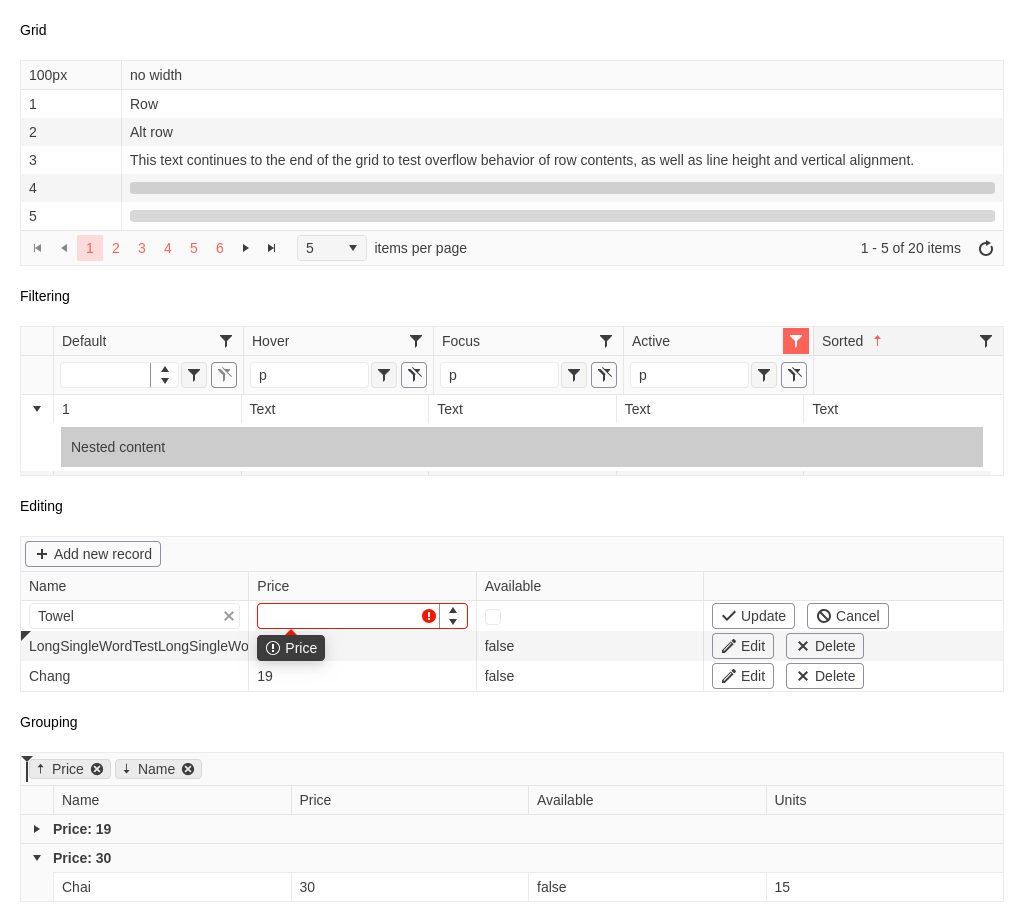 Grid
100px no width
1 Row
2 Alt row
3 This text continues to the end of the grid to test overflow behavior of row contents, as well as line height and vertical alignment.
4
5
1 2 3 4 5 6 5 items per page 1 - 5 of 20 items
Filtering
Default Hover Focus Active Sorted
p p p
1 Text Text Text Text
Nested content
Editing
Add new record
Name Price Available
Towel Update Cancel
LongSingleWordTestLongSingleWo Price false Edit Delete
Chang 19 false Edit Delete
Grouping
Price Name
Name Price Available Units
Price: 19
Price: 30
Chai 30 false 15